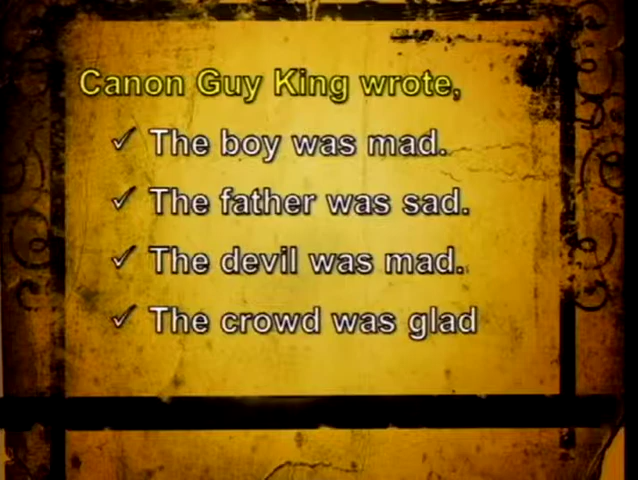 Canon Guy King wrote,
✓ The boy was mad.
✓ The father was sad.
✓ The devil was mad.
✓ The crowd was glad